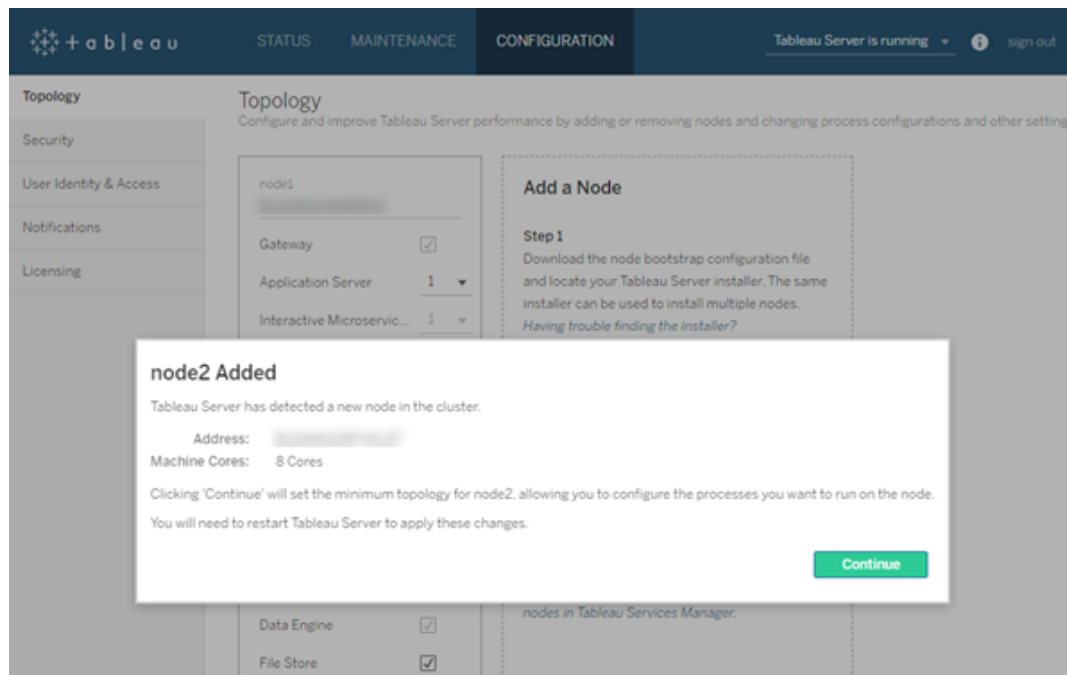 + a b | e a u
STATUS MAINTENANCE CONFIGURATION Tableau Server is running sign out
Topology
Security
User Identity & Access
Notifications
Licensing
Topology
Configure and improve Tableau Server performance by adding or removing nodes and changing process configurations and other setting
node1
Gateway
Application Server 1
Interactive Microservic... 1
Add a Node
Step 1
Download the node bootstrap configuration file
and locate your Tableau Server installer. The same
installer can be used to install multiple nodes.
Having trouble finding the installer?
node2 Added
Tableau Server has detected a new node in the cluster.
Address:
Machine Cores: 8 Cores
Clicking 'Continue' will set the minimum topology for node2, allowing you to configure the processes you want to run on the node.
You will need to restart Tableau Server to apply these changes.
Continue
nodes in Tableau Services Manager.
Data Engine
File Store